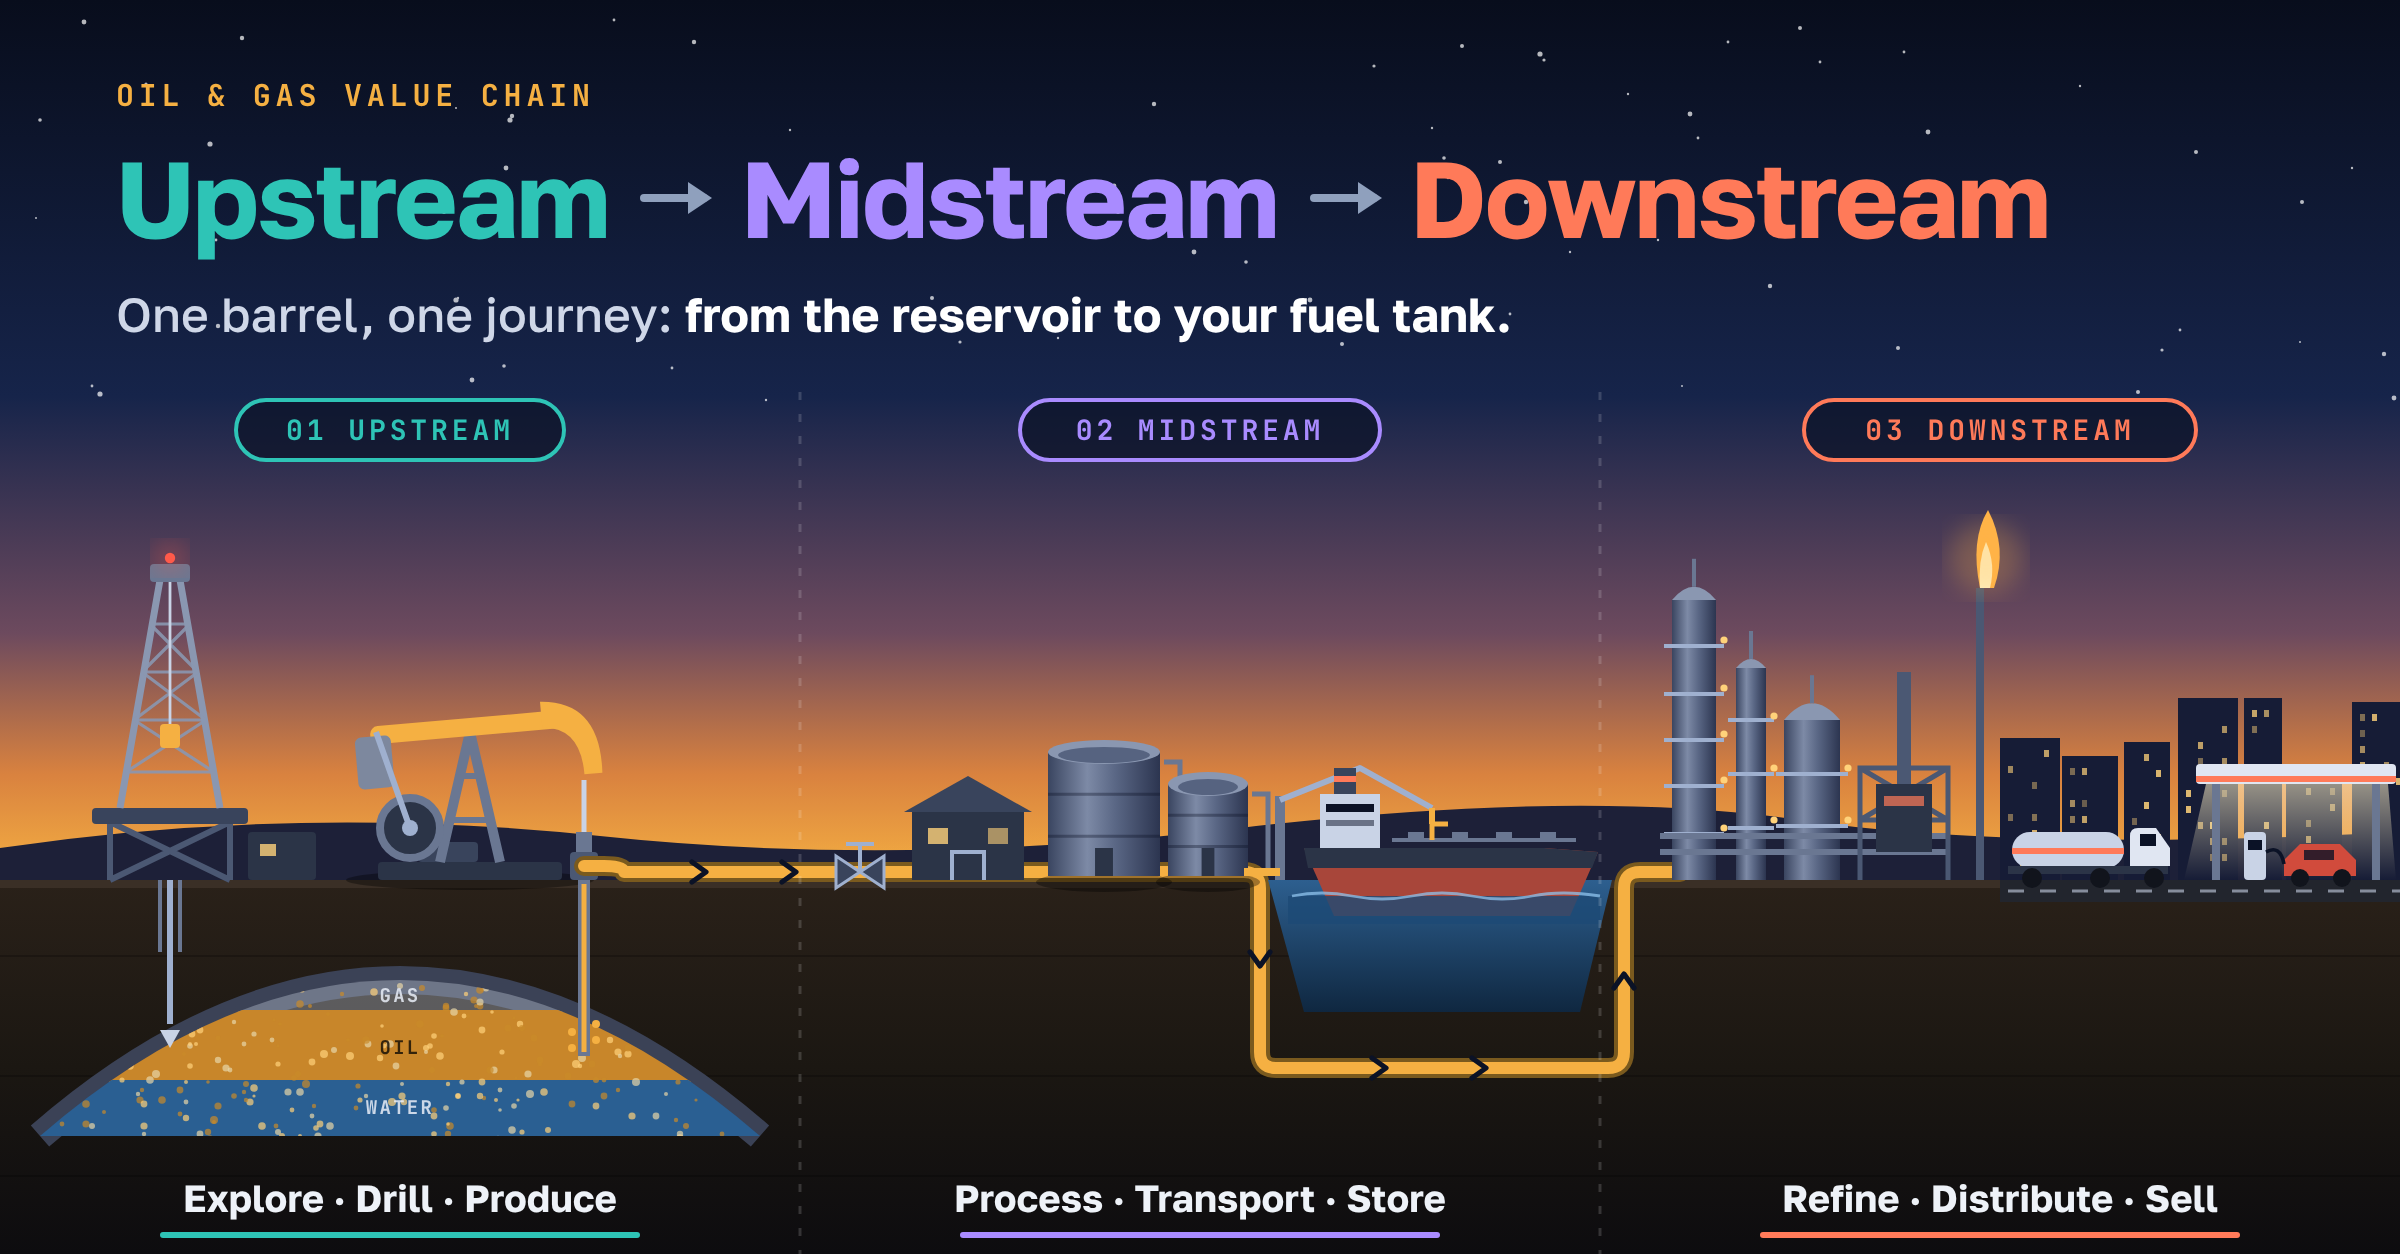 OIL & GAS VALUE CHAIN
Upstream → Midstream → Downstream
One barrel, one journey: from the reservoir to your fuel tank.
01 UPSTREAM
02 MIDSTREAM
03 DOWNSTREAM
GAS
OIL
WATER
Explore · Drill · Produce
Process · Transport · Store
Refine · Distribute · Sell